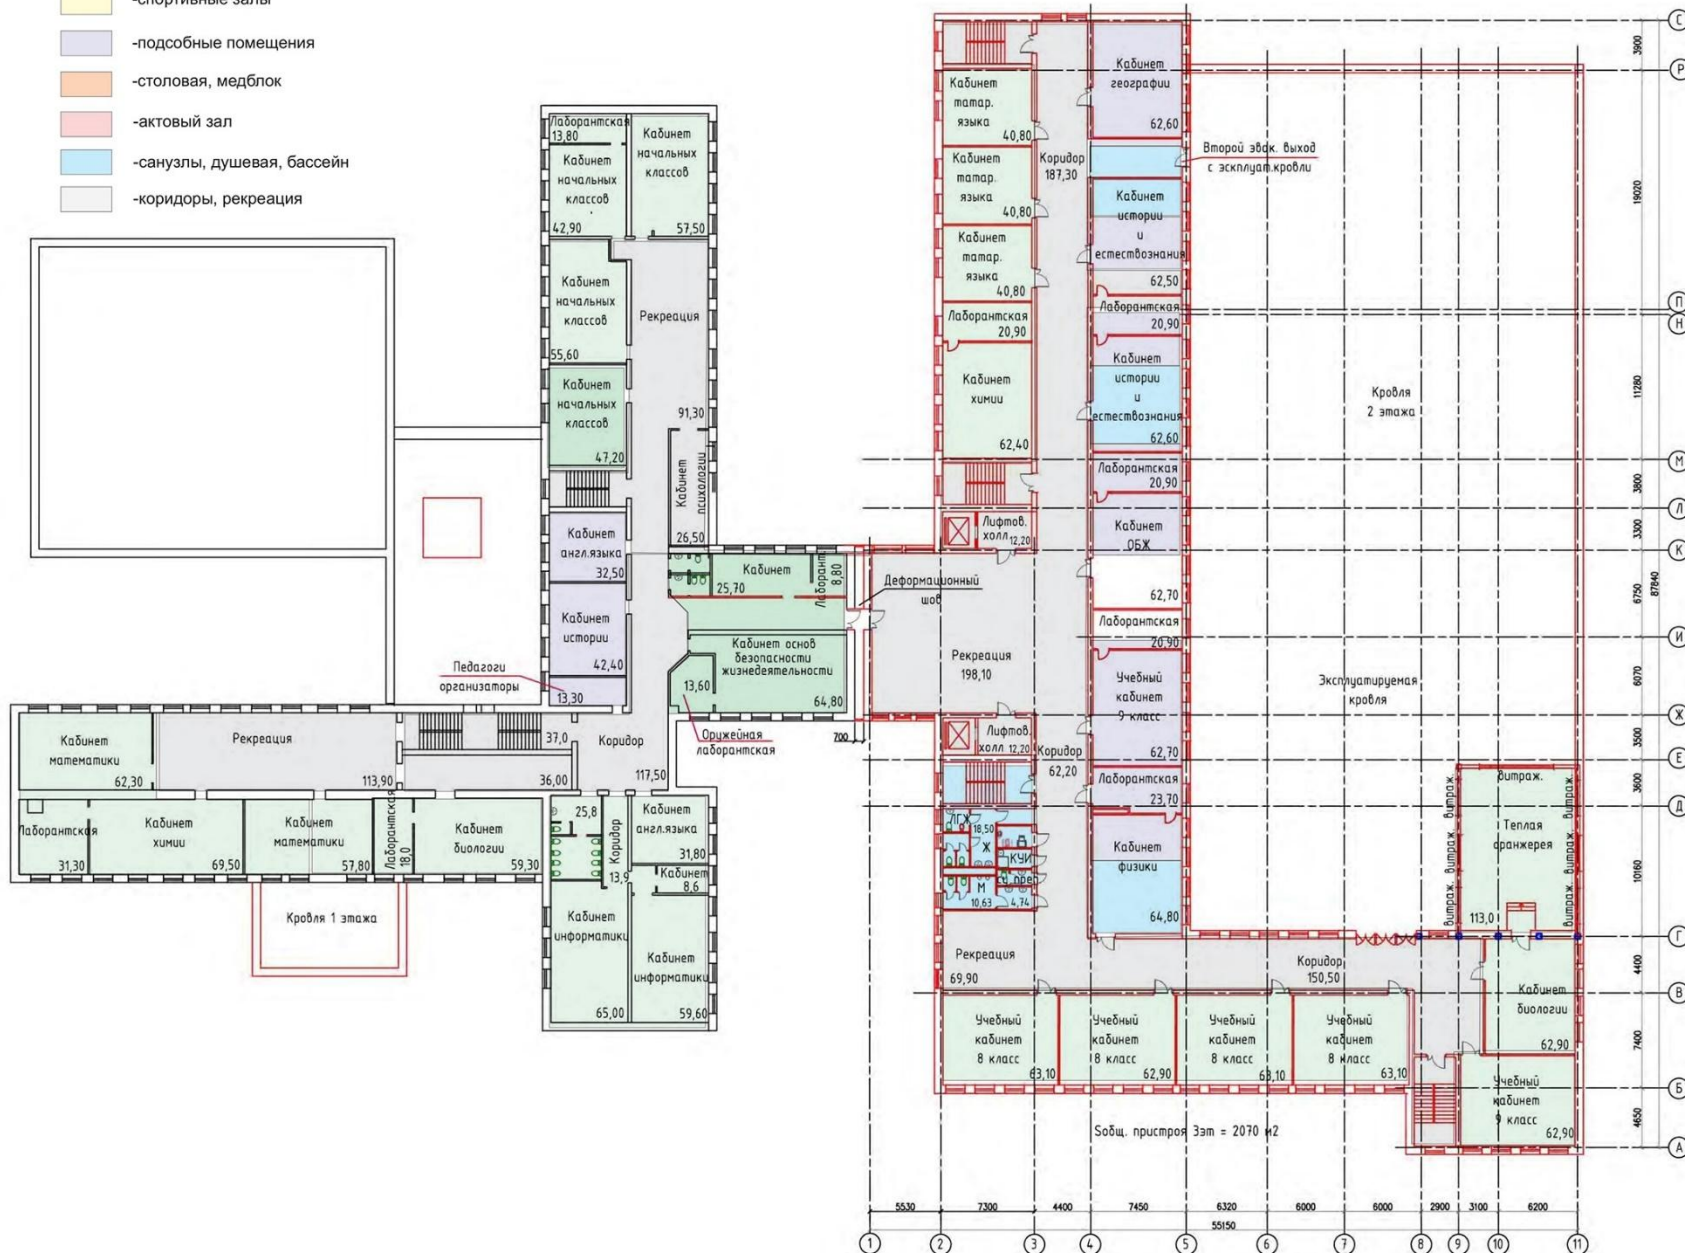 -спортивные залы
-подсобные помещения
-столовая, медблок
-актовый зал
-санузлы, душевая, бассейн
-коридоры, рекреация
Лаборантская
13,80
Кабинет
начальных
классов
42,90
Кабинет
начальных
классов
57,50
Кабинет
начальных
классов
55,60
Рекреация
91,30
Кабинет
начальных
классов
47,20
Кабинет
психологии
26,50
Кабинет
англ.языка
32,50
Кабинет
истории
42,40
13,30
Педагоги
организаторы
Кабинет
25,70
Лаборант.
8,80
Деформационный
шов
Кабинет основ
безопасности
жизнедеятельности
64,80
13,60
Оружейная
лаборантская
700
Кабинет
математики
62,30
Рекреация
113,90
37,0
36,00
Коридор
117,50
Лаборантская
31,30
Кабинет
химии
69,50
Кабинет
математики
57,80
Лаборантская
18,0
Кабинет
биологии
59,30
25,8
Коридор
13,9
Кабинет
англ.языка
31,80
Кабинет
8,6
Кабинет
информатики
65,00
Кабинет
информатики
59,60
Кровля 1 этажа
Кабинет
татар.
языка
40,80
Кабинет
татар.
языка
40,80
Кабинет
татар.
языка
40,80
Лаборантская
20,90
Кабинет
химии
62,40
Коридор
187,30
Кабинет
географии
62,60
Второй эвак. выход
с эксплуат.кровли
Кабинет
истории
и
естествознания
62,50
Лаборантская
20,90
Кабинет
истории
и
естествознания
62,60
Лаборантская
20,90
Кабинет
ОБЖ
62,70
Лаборантская
20,90
Учебный
кабинет
9 класс
62,70
Лаборантская
23,70
Кабинет
физики
64,80
Лифтов.
холл 12,20
Рекреация
198,10
Лифтов.
холл 12,20
Коридор
62,20
ЛГЖ
18,50
Ж
КУИ
М
10,63
4,74
Рекреация
69,90
Коридор
150,50
Учебный
кабинет
8 класс
63,10
Учебный
кабинет
8 класс
62,90
Учебный
кабинет
8 класс
63,10
Учебный
кабинет
8 класс
63,10
Кровля
2 этажа
Эксплуатируемая
кровля
витраж.
витраж. витраж.
витраж. витраж. витраж.
Теплая
оранжерея
113,0
Кабинет
биологии
62,90
Учебный
кабинет
9 класс
62,90
Sобщ. пристроя 3эт = 2070 м2
С
Р
П
Н
М
Л
К
И
Ж
Е
Д
Г
В
Б
А
3900
19020
11280
3800
3300
6750
6070
3500
3600
10160
4400
7400
4650
87840
5530
7300
4400
7450
6320
6000
6000
2900
3100
6200
55150
1
2
3
4
5
6
7
8
9
10
11